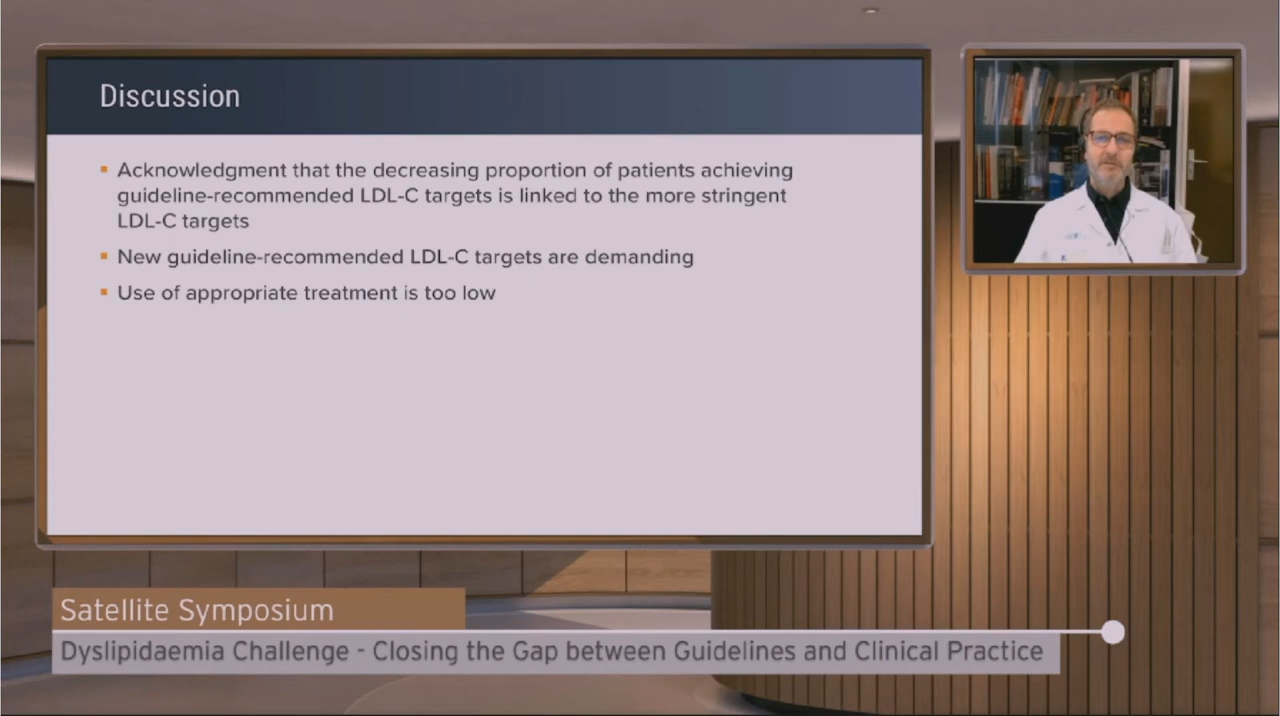 Discussion
▪ Acknowledgment that the decreasing proportion of patients achieving
guideline-recommended LDL-C targets is linked to the more stringent
LDL-C targets
▪ New guideline-recommended LDL-C targets are demanding
▪ Use of appropriate treatment is too low
Satellite Symposium
Dyslipidaemia Challenge - Closing the Gap between Guidelines and Clinical Practice